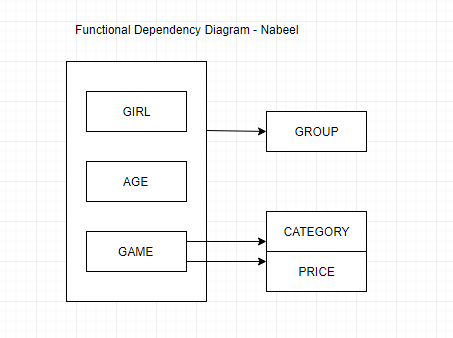 Functional Dependency Diagram - Nabeel
GIRL
GROUP
AGE
GAME
CATEGORY
PRICE